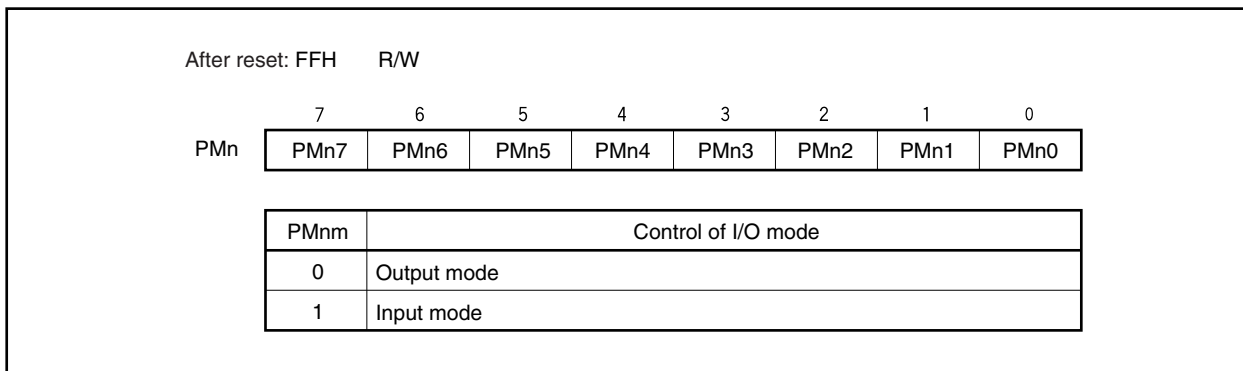 After reset: FFH R/W
7 6 5 4 3 2 1 0
PMn PMn7 PMn6 PMn5 PMn4 PMn3 PMn2 PMn1 PMn0
PMnm Control of I/O mode
0 Output mode
1 Input mode